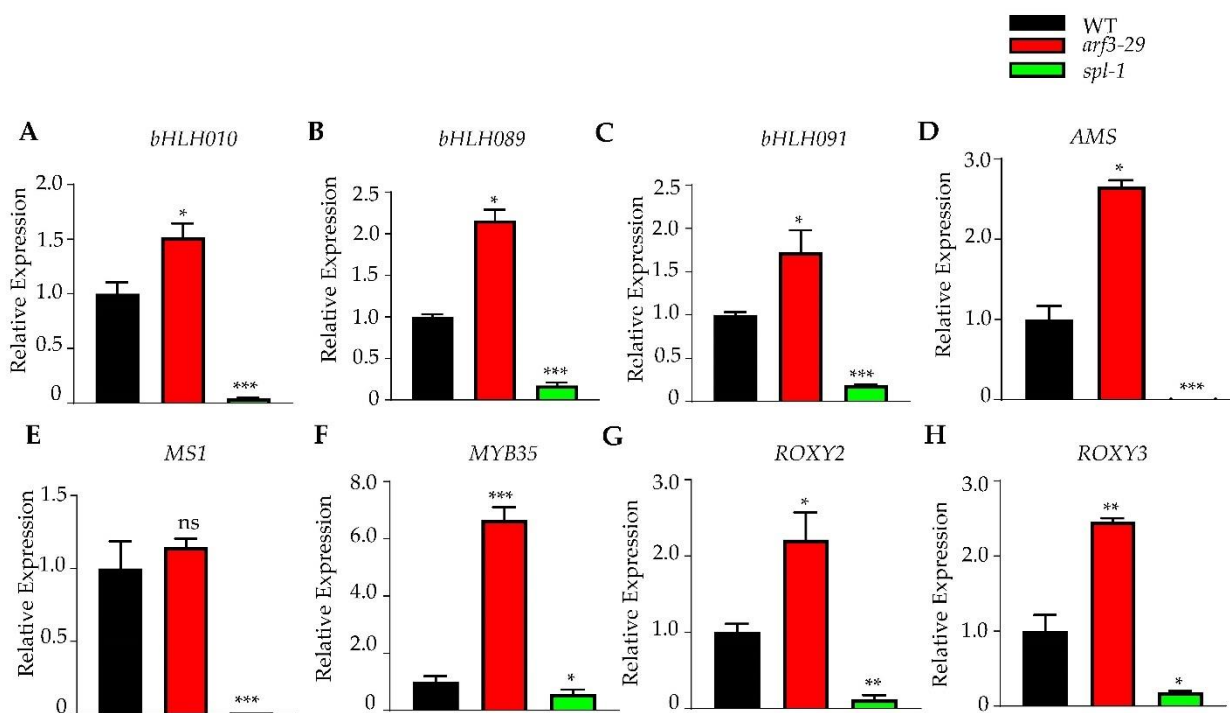 WT
arf3-29
spl-1
A
bHLH010
Relative Expression
2.0
1.5
1.0
0.5
0
*
***
B
bHLH089
Relative Expression
2.5
2.0
1.5
1.0
0.5
0
*
***
C
bHLH091
Relative Expression
2.5
2.0
1.5
1.0
0.5
0
*
***
D
AMS
Relative Expression
3.0
2.0
1.0
0
*
***
E
MS1
Relative Expression
1.5
1.0
0.5
0
ns
***
F
MYB35
Relative Expression
8.0
6.0
4.0
2.0
0
***
*
G
ROXY2
Relative Expression
3.0
2.0
1.0
0
*
**
H
ROXY3
Relative Expression
3.0
2.0
1.0
0
**
*